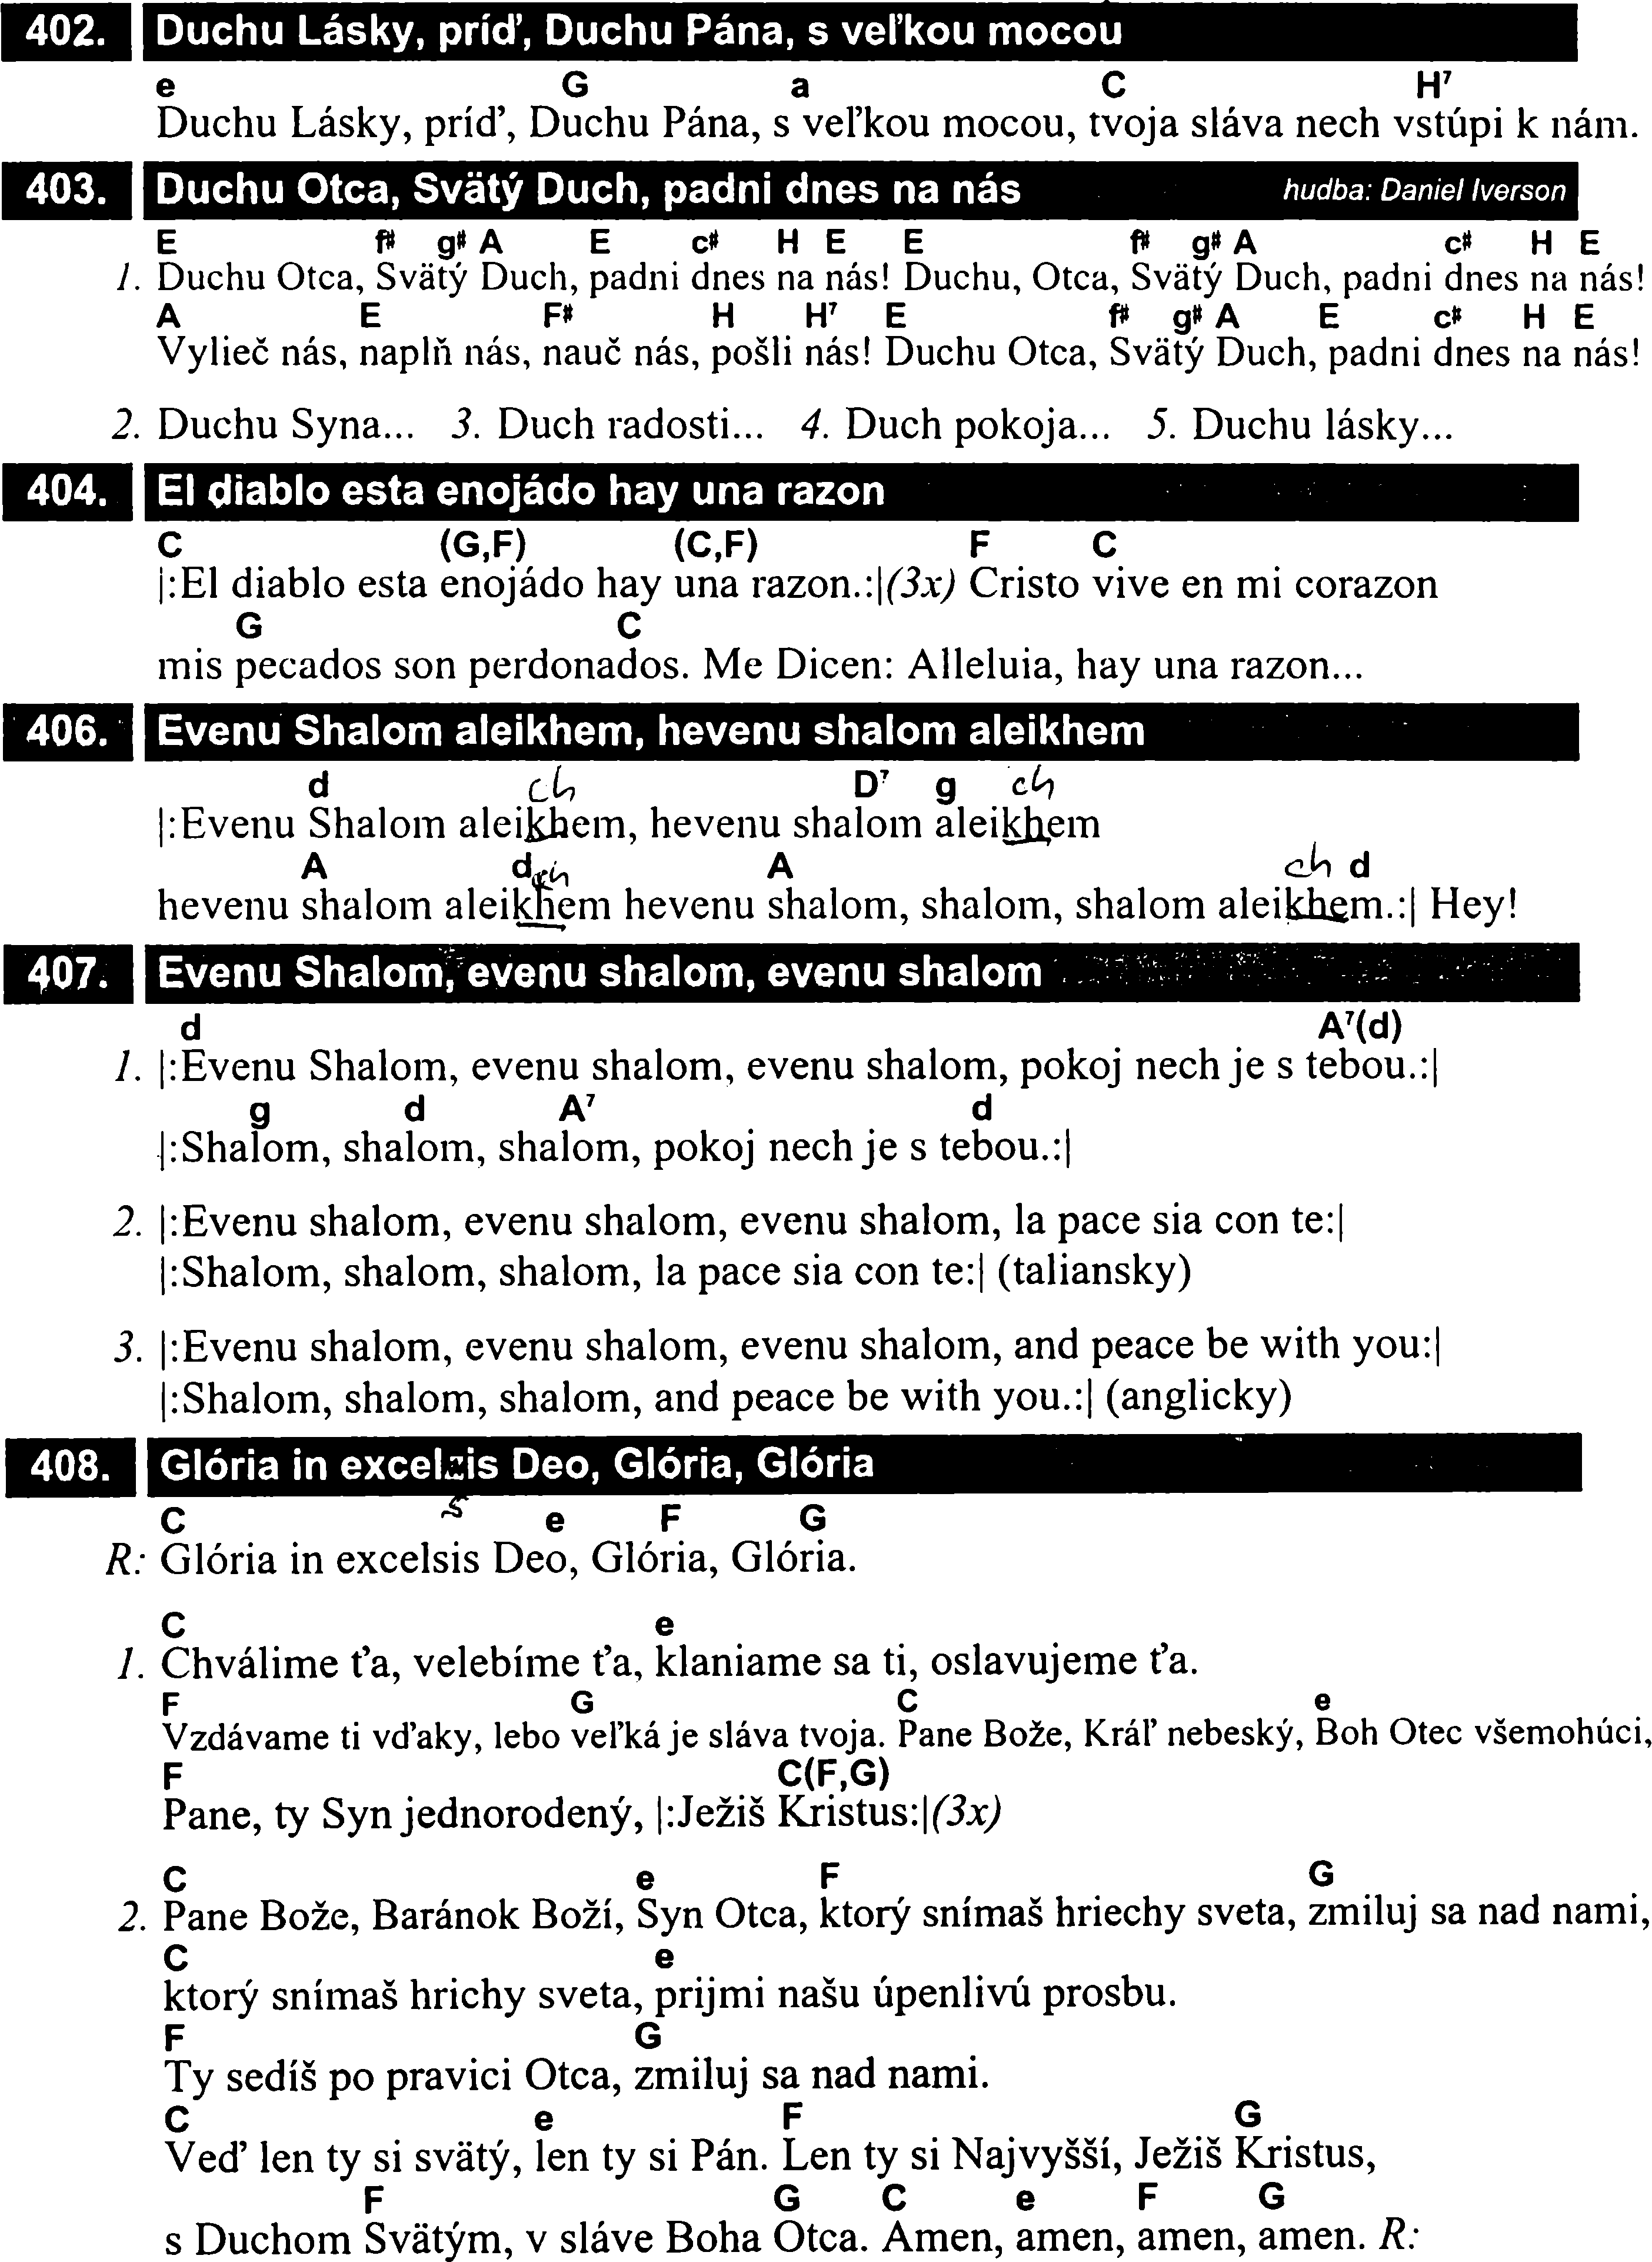 402. Duchu Lásky, príď, Duchu Pána, s veľkou mocou
e G a C H7
Duchu Lásky, príď, Duchu Pána, s veľkou mocou, tvoja sláva nech vstúpi k nám.
403. Duchu Otca, Svätý Duch, padni dnes na nás hudba: Daniel Iverson
E f# g# A E c# H E E f# g# A c# H E
1. Duchu Otca, Svätý Duch, padni dnes na nás! Duchu, Otca, Svätý Duch, padni dnes na nás!
A E F# H H7 E f# g# A E c# H E
Vylieč nás, naplň nás, nauč nás, pošli nás! Duchu Otca, Svätý Duch, padni dnes na nás!
2. Duchu Syna... 3. Duch radosti... 4. Duch pokoja... 5. Duchu lásky...
404. El diablo esta enojádo hay una razon
C (G,F) (C,F) F C
|:El diablo esta enojádo hay una razon.:|(3x) Cristo vive en mi corazon
G C
mis pecados son perdonados. Me Dicen: Alleluia, hay una razon...
406. Evenu Shalom aleikhem, hevenu shalom aleikhem
d ch D7 g ch
|:Evenu Shalom aleikhem, hevenu shalom aleikhem
A d ch A ch d
hevenu shalom aleikhem hevenu shalom, shalom, shalom aleikhem.:| Hey!
407. Evenu Shalom, evenu shalom, evenu shalom
d A7(d)
1. |:Evenu Shalom, evenu shalom, evenu shalom, pokoj nech je s tebou.:|
g d A7 d
|:Shalom, shalom, shalom, pokoj nech je s tebou.:|
2. |:Evenu shalom, evenu shalom, evenu shalom, la pace sia con te:|
|:Shalom, shalom, shalom, la pace sia con te:| (taliansky)
3. |:Evenu shalom, evenu shalom, evenu shalom, and peace be with you:|
|:Shalom, shalom, shalom, and peace be with you.:| (anglicky)
408. Glória in excelzis Deo, Glória, Glória
C s e F G
R: Glória in excelsis Deo, Glória, Glória.
C e
1. Chválime ťa, velebíme ťa, klaniame sa ti, oslavujeme ťa.
F G C e
Vzdávame ti vďaky, lebo veľká je sláva tvoja. Pane Bože, Kráľ nebeský, Boh Otec všemohúci,
F C(F,G)
Pane, ty Syn jednorodený, |:Ježiš Kristus:|(3x)
C e F G
2. Pane Bože, Baránok Boží, Syn Otca, ktorý snímaš hriechy sveta, zmiluj sa nad nami,
C e
ktorý snímaš hrichy sveta, prijmi našu úpenlivú prosbu.
F G
Ty sedíš po pravici Otca, zmiluj sa nad nami.
C e F G
Veď len ty si svätý, len ty si Pán. Len ty si Najvyšší, Ježiš Kristus,
F G C e F G
s Duchom Svätým, v sláve Boha Otca. Amen, amen, amen, amen. R: